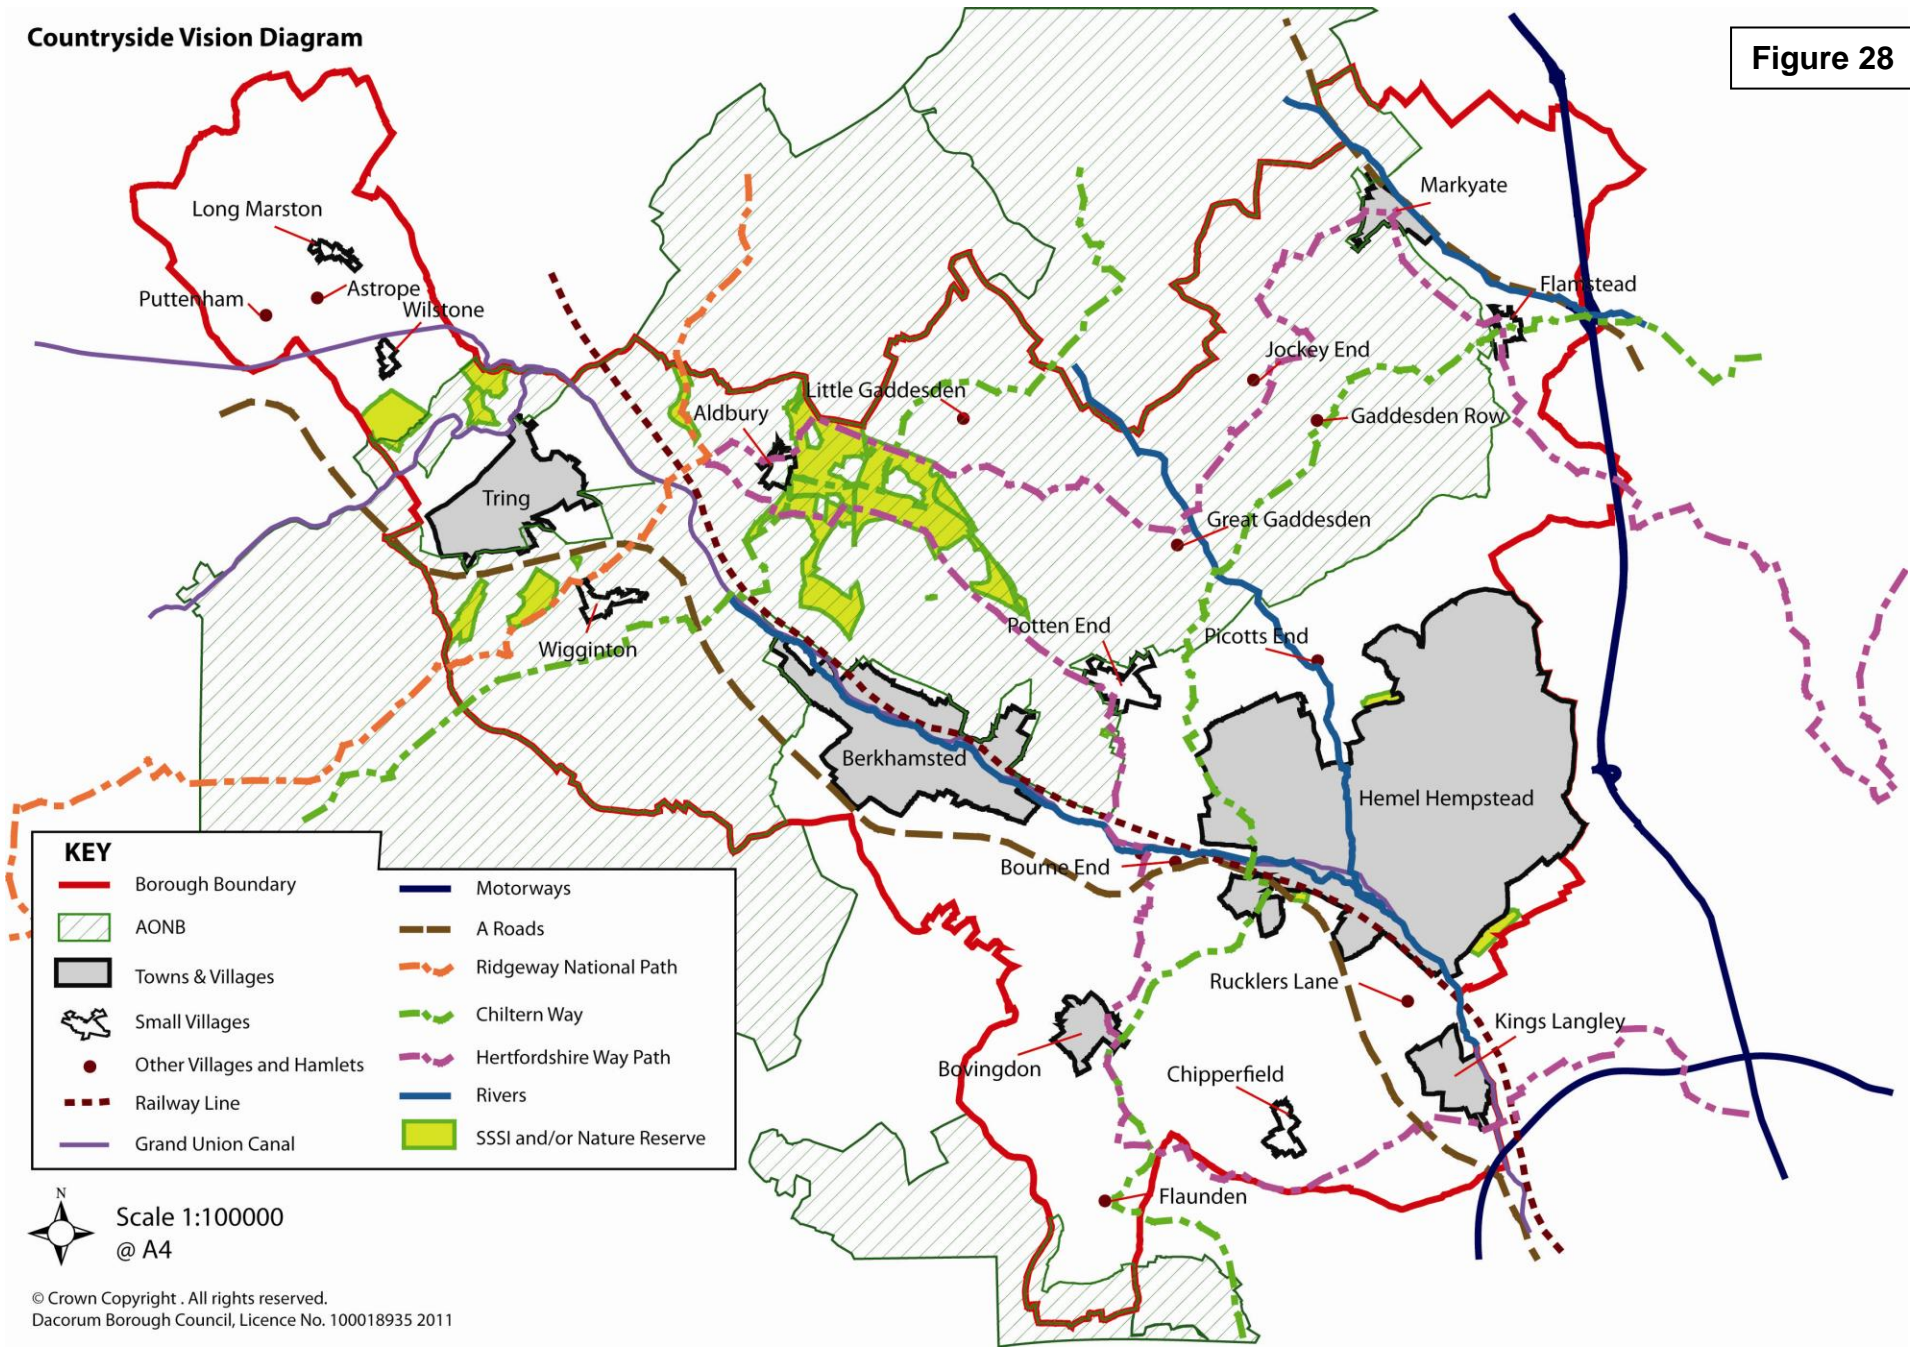 Countryside Vision Diagram
Figure 28
Long Marston
Markyate
Astrope
Puttenham
Wilstone
Flamstead
Jockey End
Little Gaddesden
Aldbury
Gaddesden Row
Tring
Great Gaddesden
Potten End
Picotts End
Wigginton
Berkhamsted
Hemel Hempstead
Bourne End
Rucklers Lane
Kings Langley
Bovingdon
Chipperfield
Flaunden
KEY
Borough Boundary
AONB
Towns & Villages
Small Villages
Other Villages and Hamlets
Railway Line
Grand Union Canal
Motorways
A Roads
Ridgeway National Path
Chiltern Way
Hertfordshire Way Path
Rivers
SSSI and/or Nature Reserve
N
Scale 1:100000
@ A4
© Crown Copyright . All rights reserved.
Dacorum Borough Council, Licence No. 100018935 2011